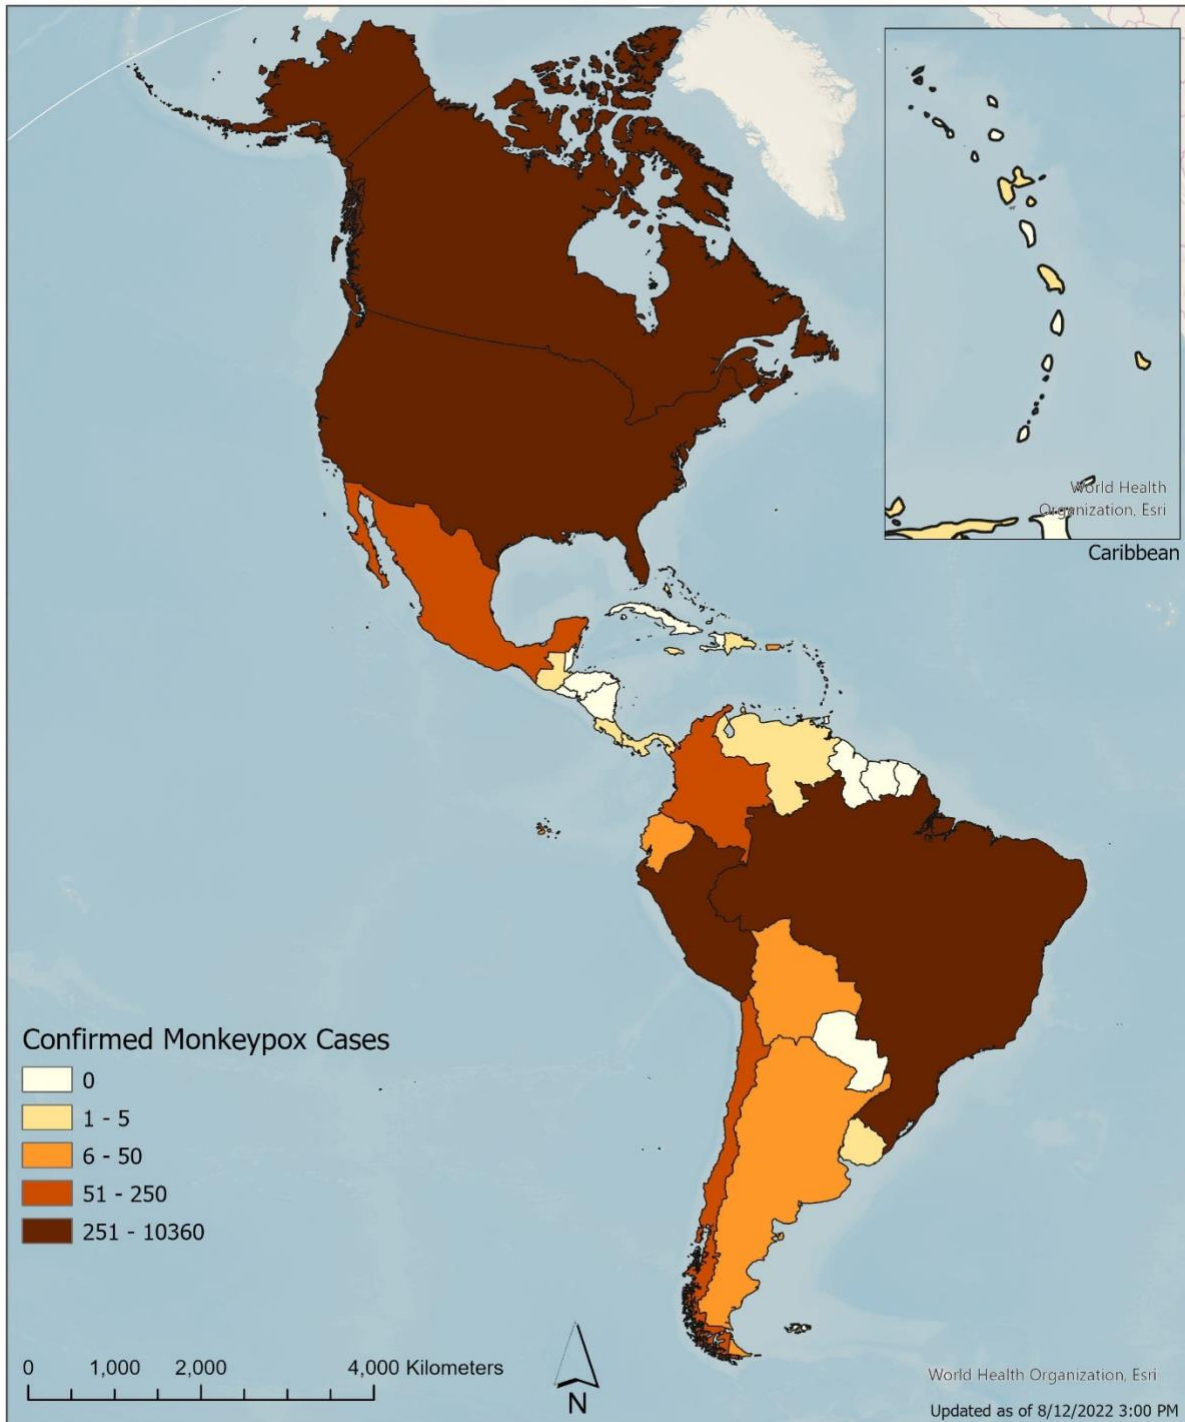 World Health
Organization, Esri
Caribbean
Confirmed Monkeypox Cases
0
1 - 5
6 - 50
51 - 250
251 - 10360
0 1,000 2,000 4,000 Kilometers
N
World Health Organization, Esri
Updated as of 8/12/2022 3:00 PM